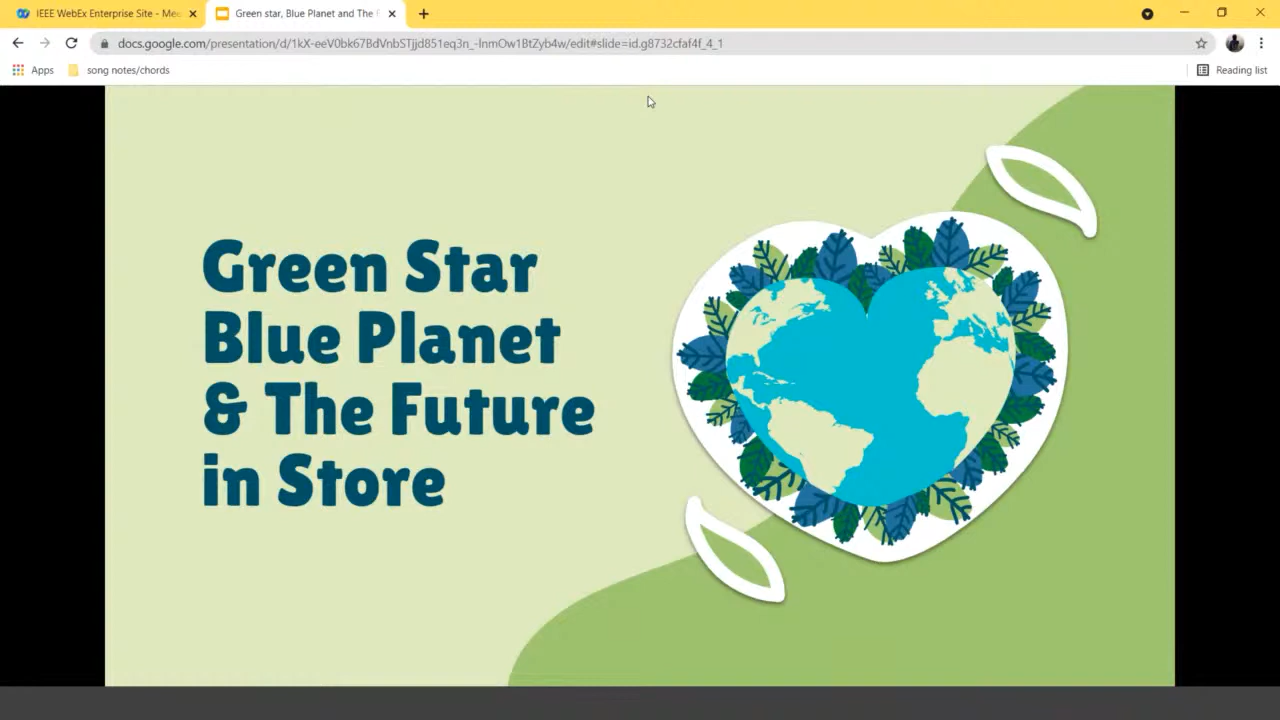 IEEE WebEx Enterprise Site - Mee
Green star, Blue Planet and The F
docs.google.com/presentation/d/1kX-eeV0bk67BdVnbSTjjd851eq3n_-lnmOw1BtZyb4w/edit#slide=id.g8732cfaf4f_4_1
Apps
song notes/chords
Reading list
Green Star
Blue Planet
& The Future
in Store